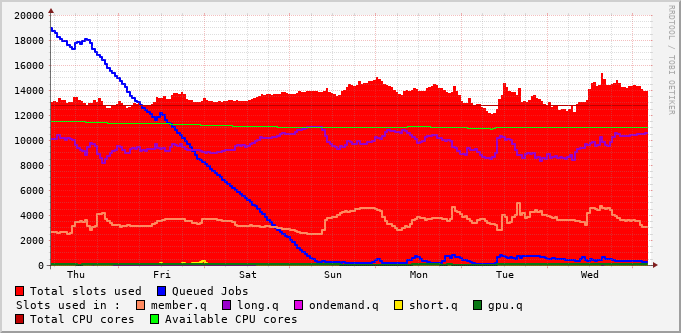 RRDTOOL / TOBI OETIKER
20000
18000
16000
14000
12000
10000
8000
6000
4000
2000
0
Thu Fri Sat Sun Mon Tue Wed
Total slots used Queued Jobs
Slots used in : member.q long.q ondemand.q short.q gpu.q
Total CPU cores Available CPU cores